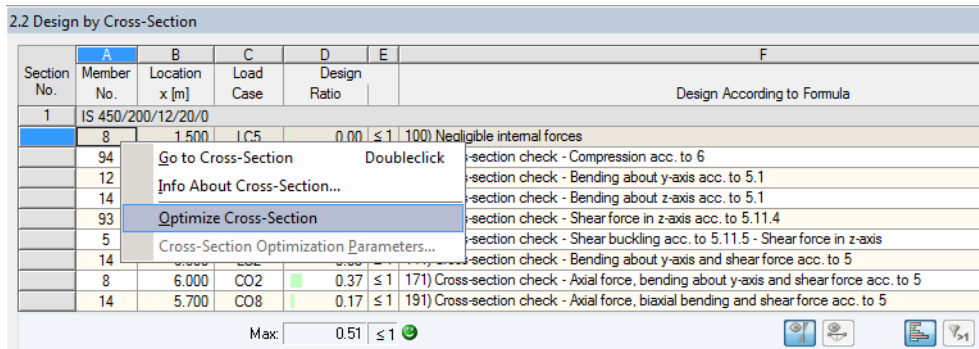 2.2 Design by Cross-Section
A B C D E F
Section Member Location Load Design
No. No. x [m] Case Ratio Design According to Formula
1 IS 450/200/12/20/0
8 1.500 LC5 0.00 ≤ 1 100) Negligible internal forces
94 Go to Cross-Section Doubleclick -section check - Compression acc. to 6
12 Info About Cross-Section... -section check - Bending about y-axis acc. to 5.1
14 -section check - Bending about z-axis acc. to 5.1
93 Optimize Cross-Section -section check - Shear force in z-axis acc. to 5.11.4
5 Cross-Section Optimization Parameters... -section check - Shear buckling acc. to 5.11.5 - Shear force in z-axis
14 -section check - Bending about y-axis and shear force acc. to 5
8 6.000 CO2 0.37 ≤ 1 171) Cross-section check - Axial force, bending about y-axis and shear force acc. to 5
14 5.700 CO8 0.17 ≤ 1 191) Cross-section check - Axial force, biaxial bending and shear force acc. to 5
Max: 0.51 ≤ 1